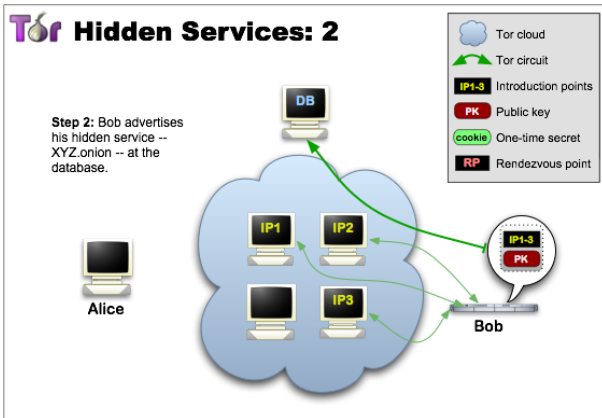 Tor Hidden Services: 2
Tor cloud
Tor circuit
IP1-3 Introduction points
PK Public key
cookie One-time secret
RP Rendezvous point
DB
Step 2: Bob advertises
his hidden service --
XYZ.onion -- at the
database.
IP1 IP2
IP1-3
PK
IP3
Alice
Bob